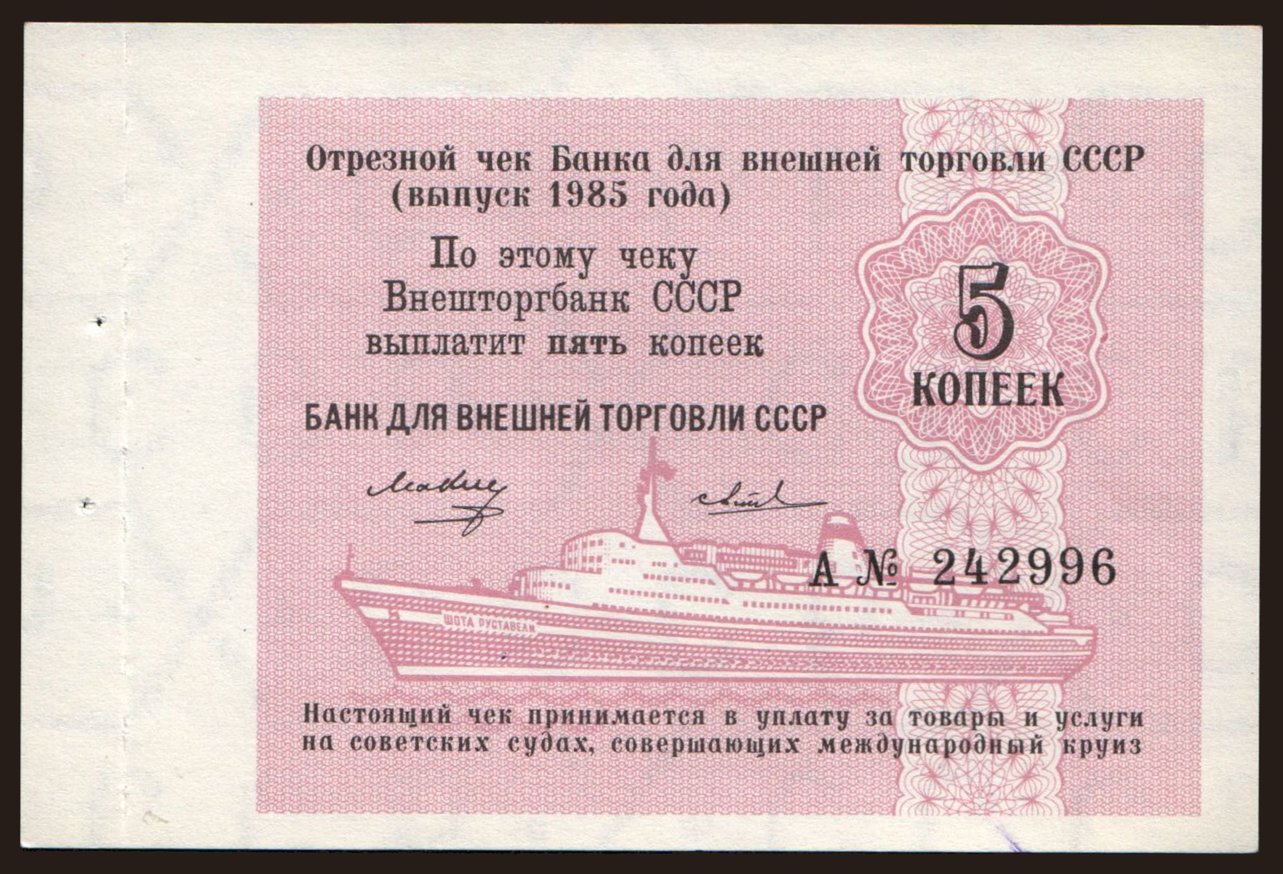 Отрезной чек Банка для внешней торговли СССР
(выпуск 1985 года)
По этому чеку
Внешторгбанк СССР
выплатит пять копеек
5
КОПЕЕК
БАНК ДЛЯ ВНЕШНЕЙ ТОРГОВЛИ СССР
А № 242996
ШОТА РУСТАВЕЛИ
Настоящий чек принимается в уплату за товары и услуги
на советских судах, совершающих международный круиз